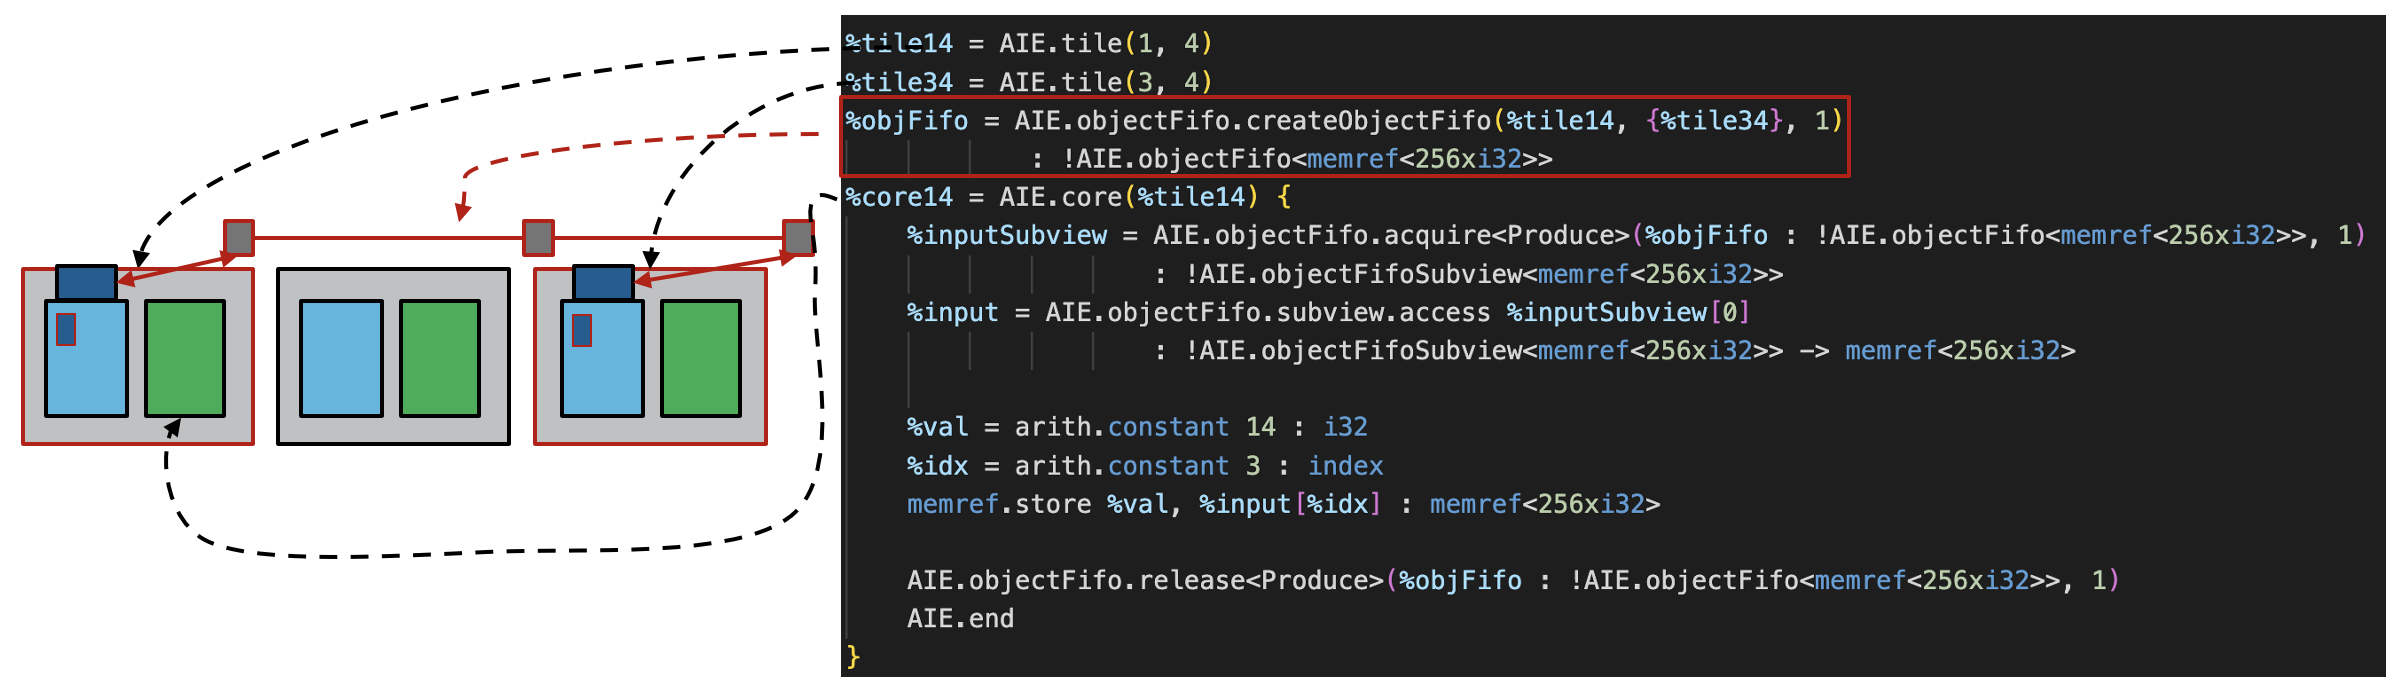 %tile14 = AIE.tile(1, 4)
%tile34 = AIE.tile(3, 4)
%objFifo = AIE.objectFifo.createObjectFifo(%tile14, {%tile34}, 1)
: !AIE.objectFifo<memref<256xi32>>
%core14 = AIE.core(%tile14) {
%inputSubview = AIE.objectFifo.acquire<Produce>(%objFifo : !AIE.objectFifo<memref<256xi32>>, 1)
: !AIE.objectFifoSubview<memref<256xi32>>
%input = AIE.objectFifo.subview.access %inputSubview[0]
: !AIE.objectFifoSubview<memref<256xi32>> -> memref<256xi32>
%val = arith.constant 14 : i32
%idx = arith.constant 3 : index
memref.store %val, %input[%idx] : memref<256xi32>
AIE.objectFifo.release<Produce>(%objFifo : !AIE.objectFifo<memref<256xi32>>, 1)
AIE.end
}